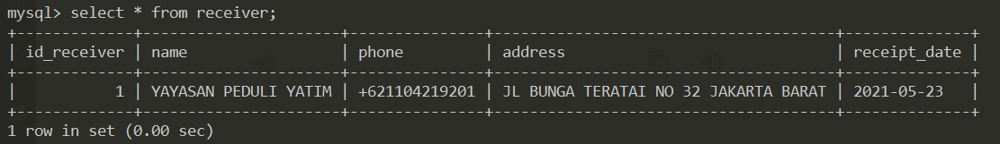 mysql> select * from receiver;
+-------------+----------------------+---------------+--------------------------------------+--------------+
| id_receiver | name                 | phone         | address                              | receipt_date |
+-------------+----------------------+---------------+--------------------------------------+--------------+
|           1 | YAYASAN PEDULI YATIM | +621104219201 | JL BUNGA TERATAI NO 32 JAKARTA BARAT | 2021-05-23   |
+-------------+----------------------+---------------+--------------------------------------+--------------+
1 row in set (0.00 sec)